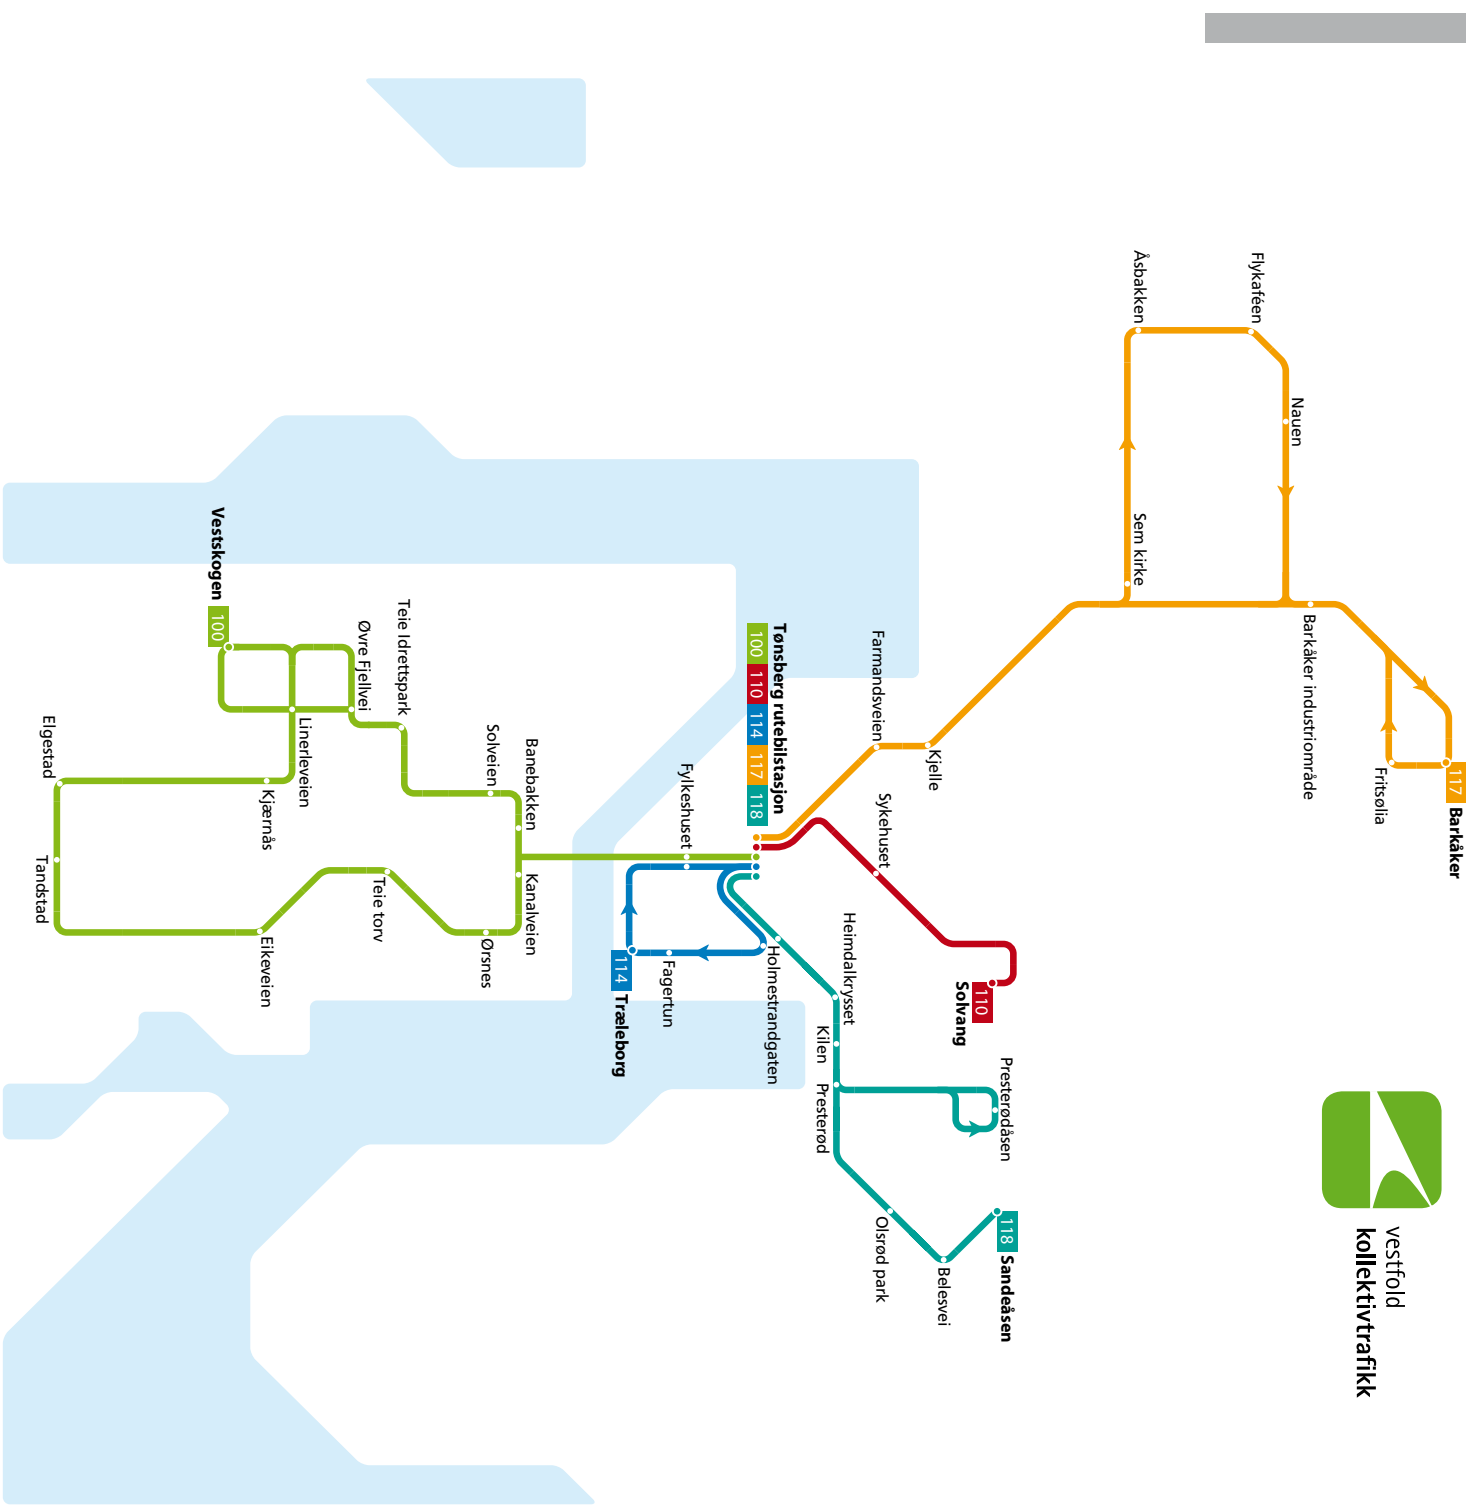 Barkåker
117
Fritsølia
Barkåker industriområde
Nauen
Flykaféen
Åsbakken
Sem kirke
vestfold
kollektivtrafikk
Sandeåsen
118
Presterødåsen
Solvang
110
Belesvei
Olsrød park
Kjelle
Farmandsveien
Sykehuset
Heimdalkrysset
Kilen
Presterød
Tønsberg rutebilstasjon
100 110 114 117 118
Holmestrandgaten
Fylkeshuset
Fagertun
114 Træleborg
Banebakken
Kanalveien
Solveien
Ørsnes
Teie Idrettspark
Teie torv
Øvre Fjellvei
Linerleveien
Kjærnås
Eikeveien
Vestskogen
100
Elgestad
Tandstad